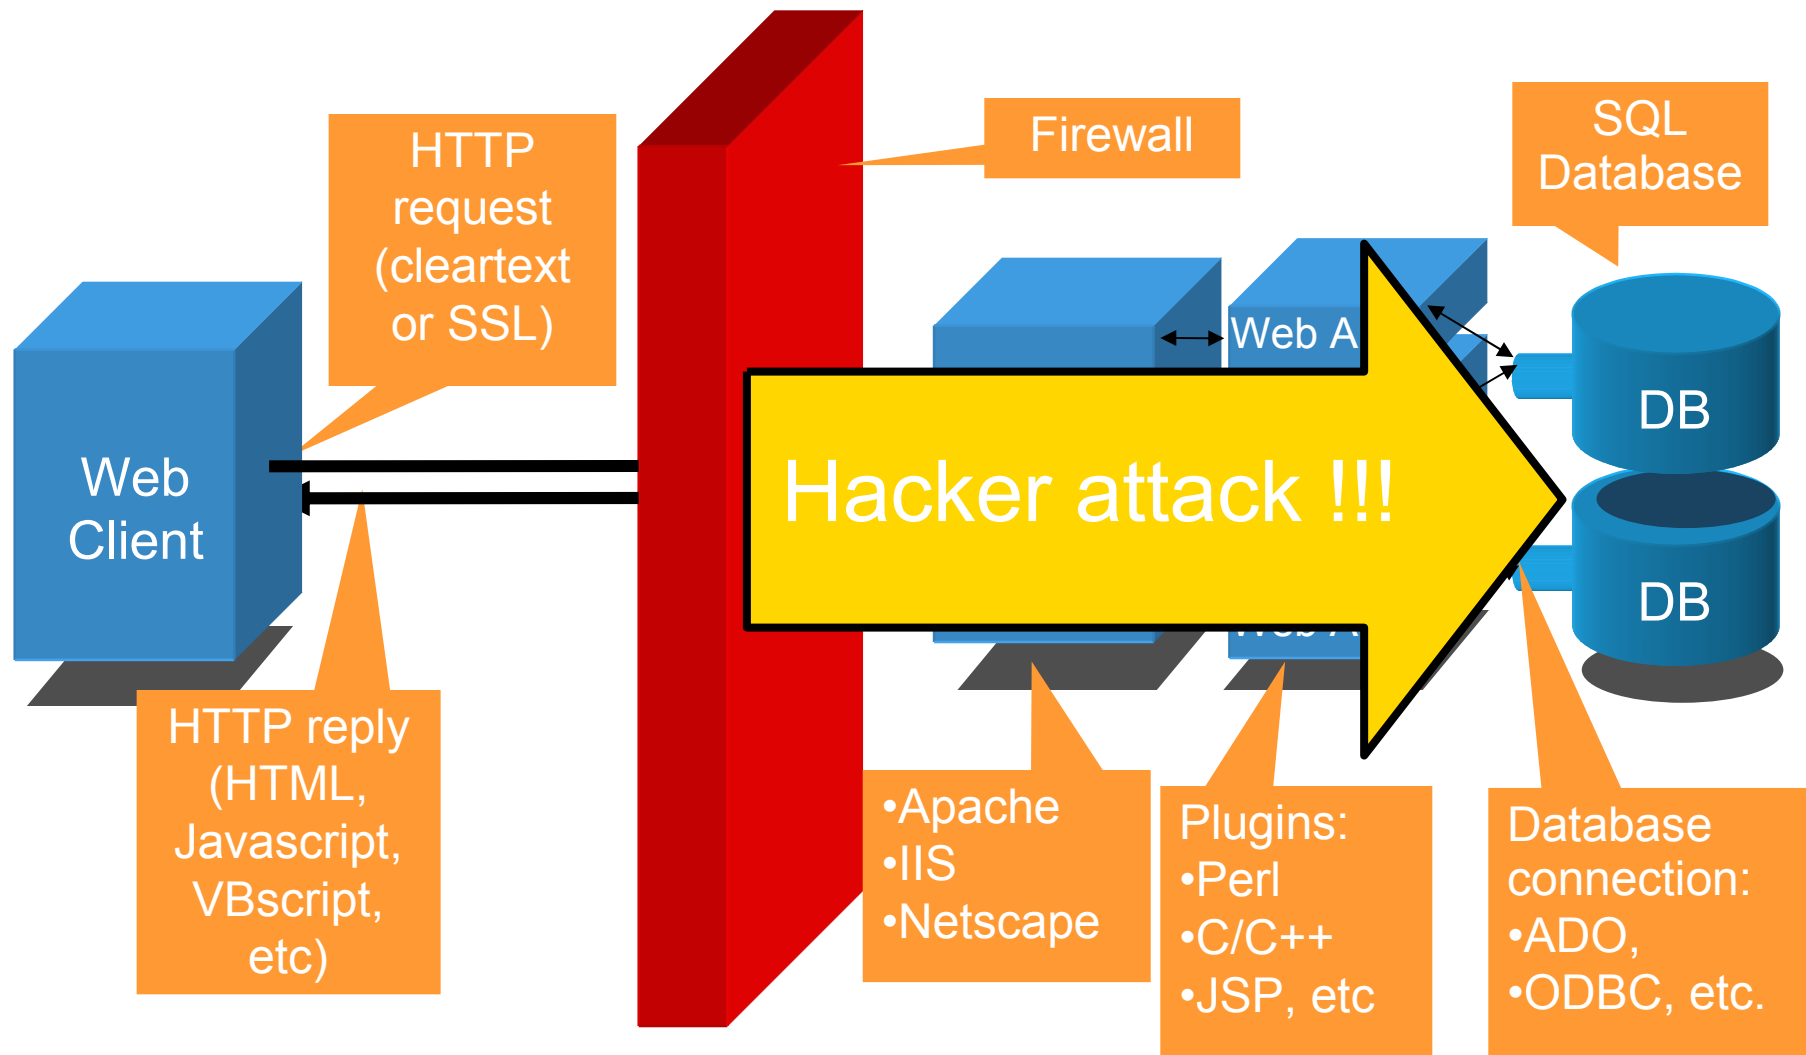 HTTP
request
(cleartext
or SSL)
Firewall
SQL
Database
Web
Client
Web A
Hacker attack !!!
DB
DB
Web A
HTTP reply
(HTML,
Javascript,
VBscript,
etc)
•Apache
•IIS
•Netscape
Plugins:
•Perl
•C/C++
•JSP, etc
Database
connection:
•ADO,
•ODBC, etc.